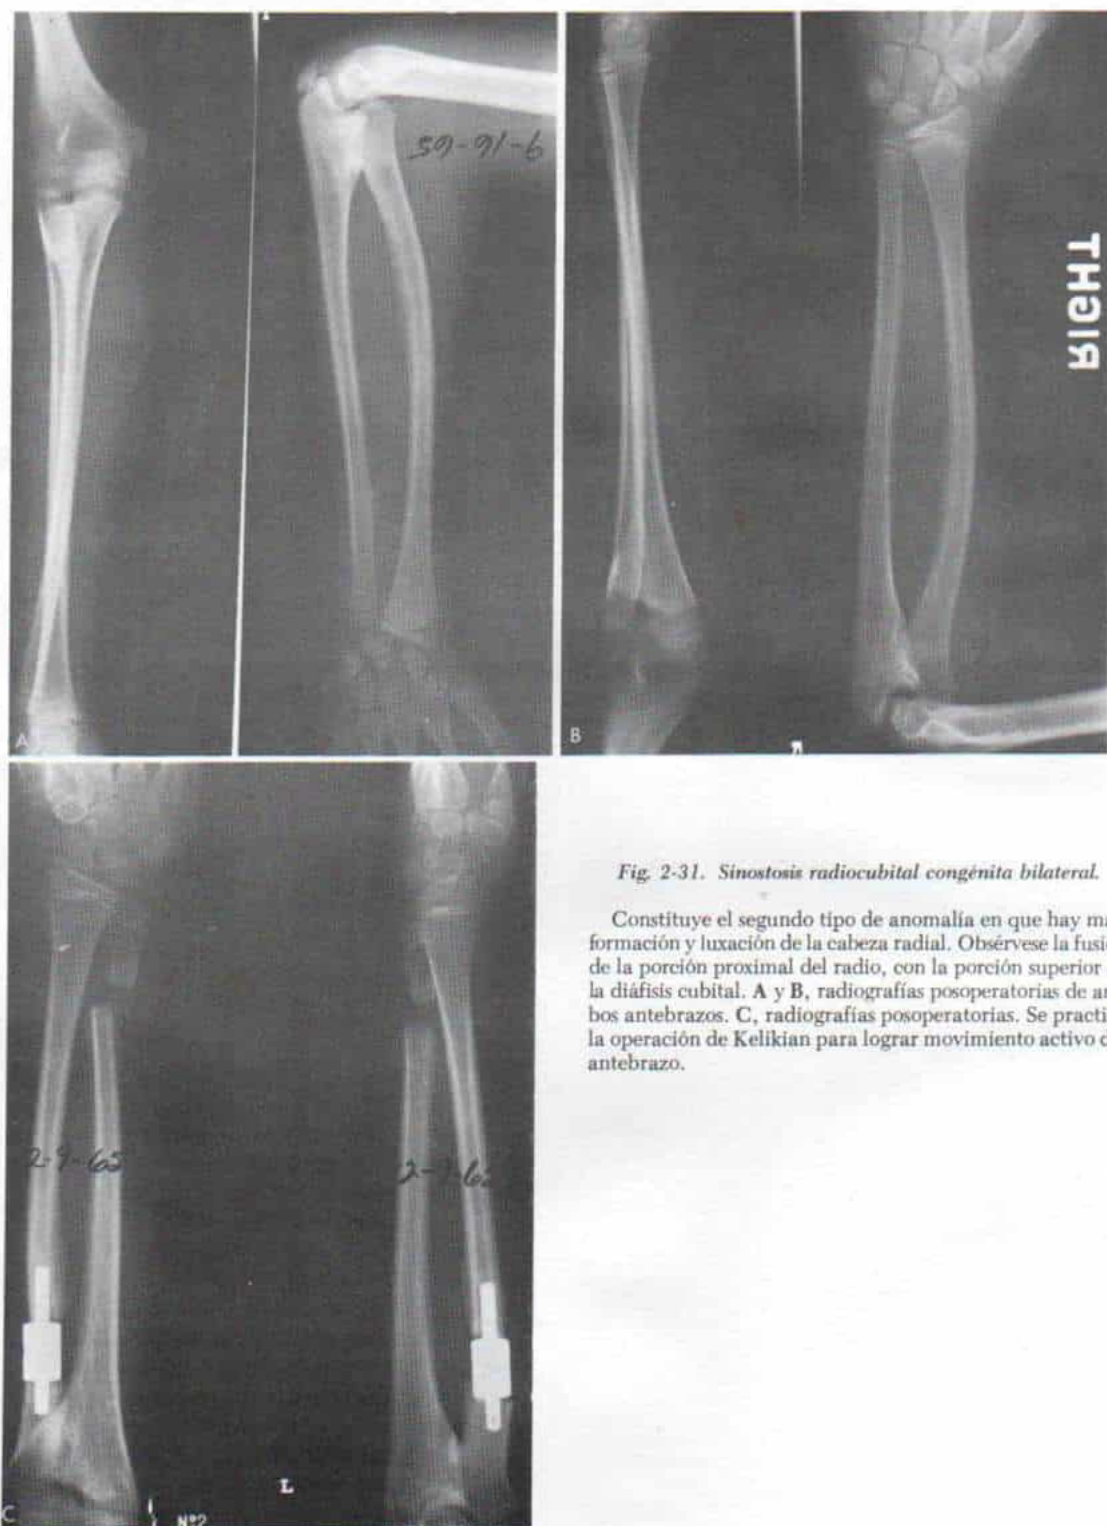 59-91-6
RIGHT
A
B
2-9-65
L
Nº2
C
Fig. 2-31. Sinostosis radiocubital congénita bilateral.
Constituye el segundo tipo de anomalía en que hay ma
formación y luxación de la cabeza radial. Obsérvese la fusi
de la porción proximal del radio, con la porción superior
la diáfisis cubital. A y B, radiografías posoperatorias de a
bos antebrazos. C, radiografías posoperatorias. Se practi
la operación de Kelikian para lograr movimiento activo d
antebrazo.